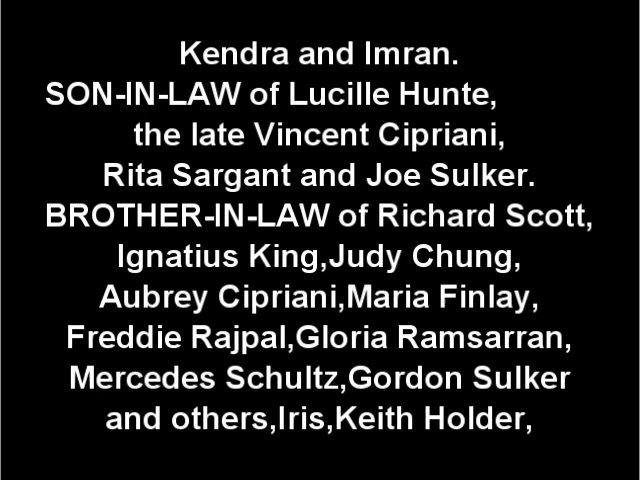 Kendra and Imran.
SON-IN-LAW of Lucille Hunte,
the late Vincent Cipriani,
Rita Sargant and Joe Sulker.
BROTHER-IN-LAW of Richard Scott,
Ignatius King,Judy Chung,
Aubrey Cipriani,Maria Finlay,
Freddie Rajpal,Gloria Ramsarran,
Mercedes Schultz,Gordon Sulker
and others,Iris,Keith Holder,